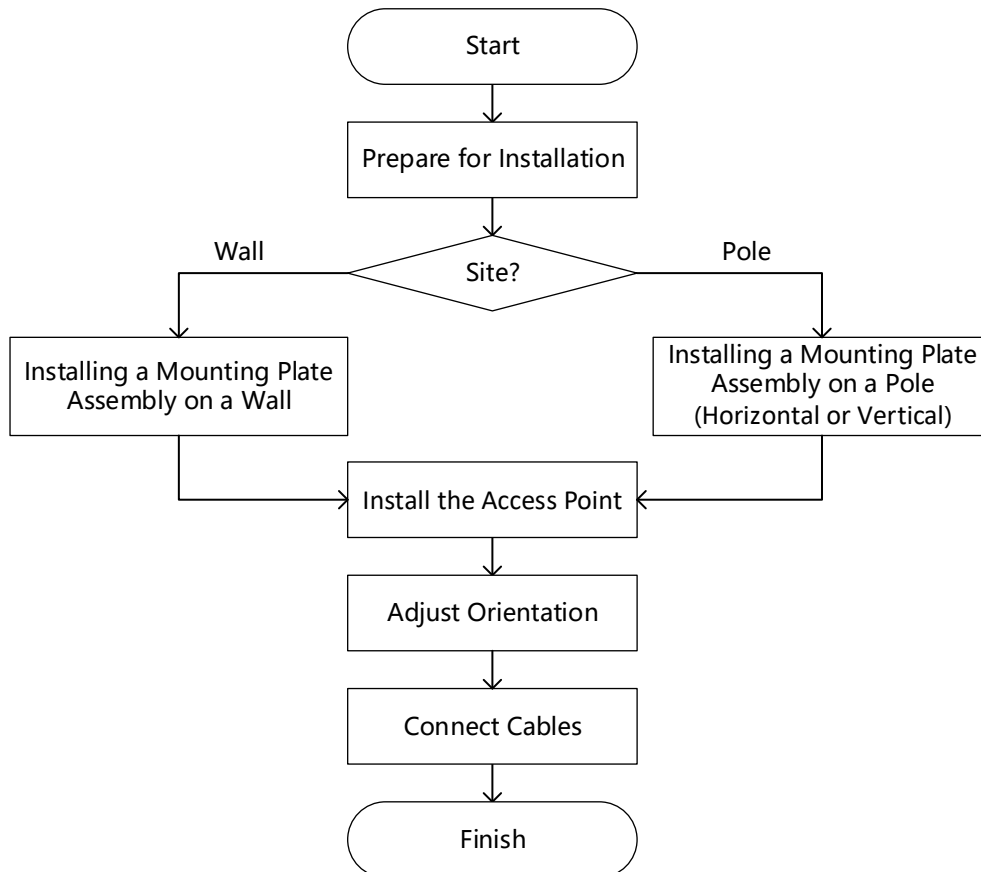 Start
Prepare for Installation
Wall
Pole
Site?
Installing a Mounting Plate
Assembly on a Wall
Installing a Mounting Plate
Assembly on a Pole
(Horizontal or Vertical)
Install the Access Point
Adjust Orientation
Connect Cables
Finish